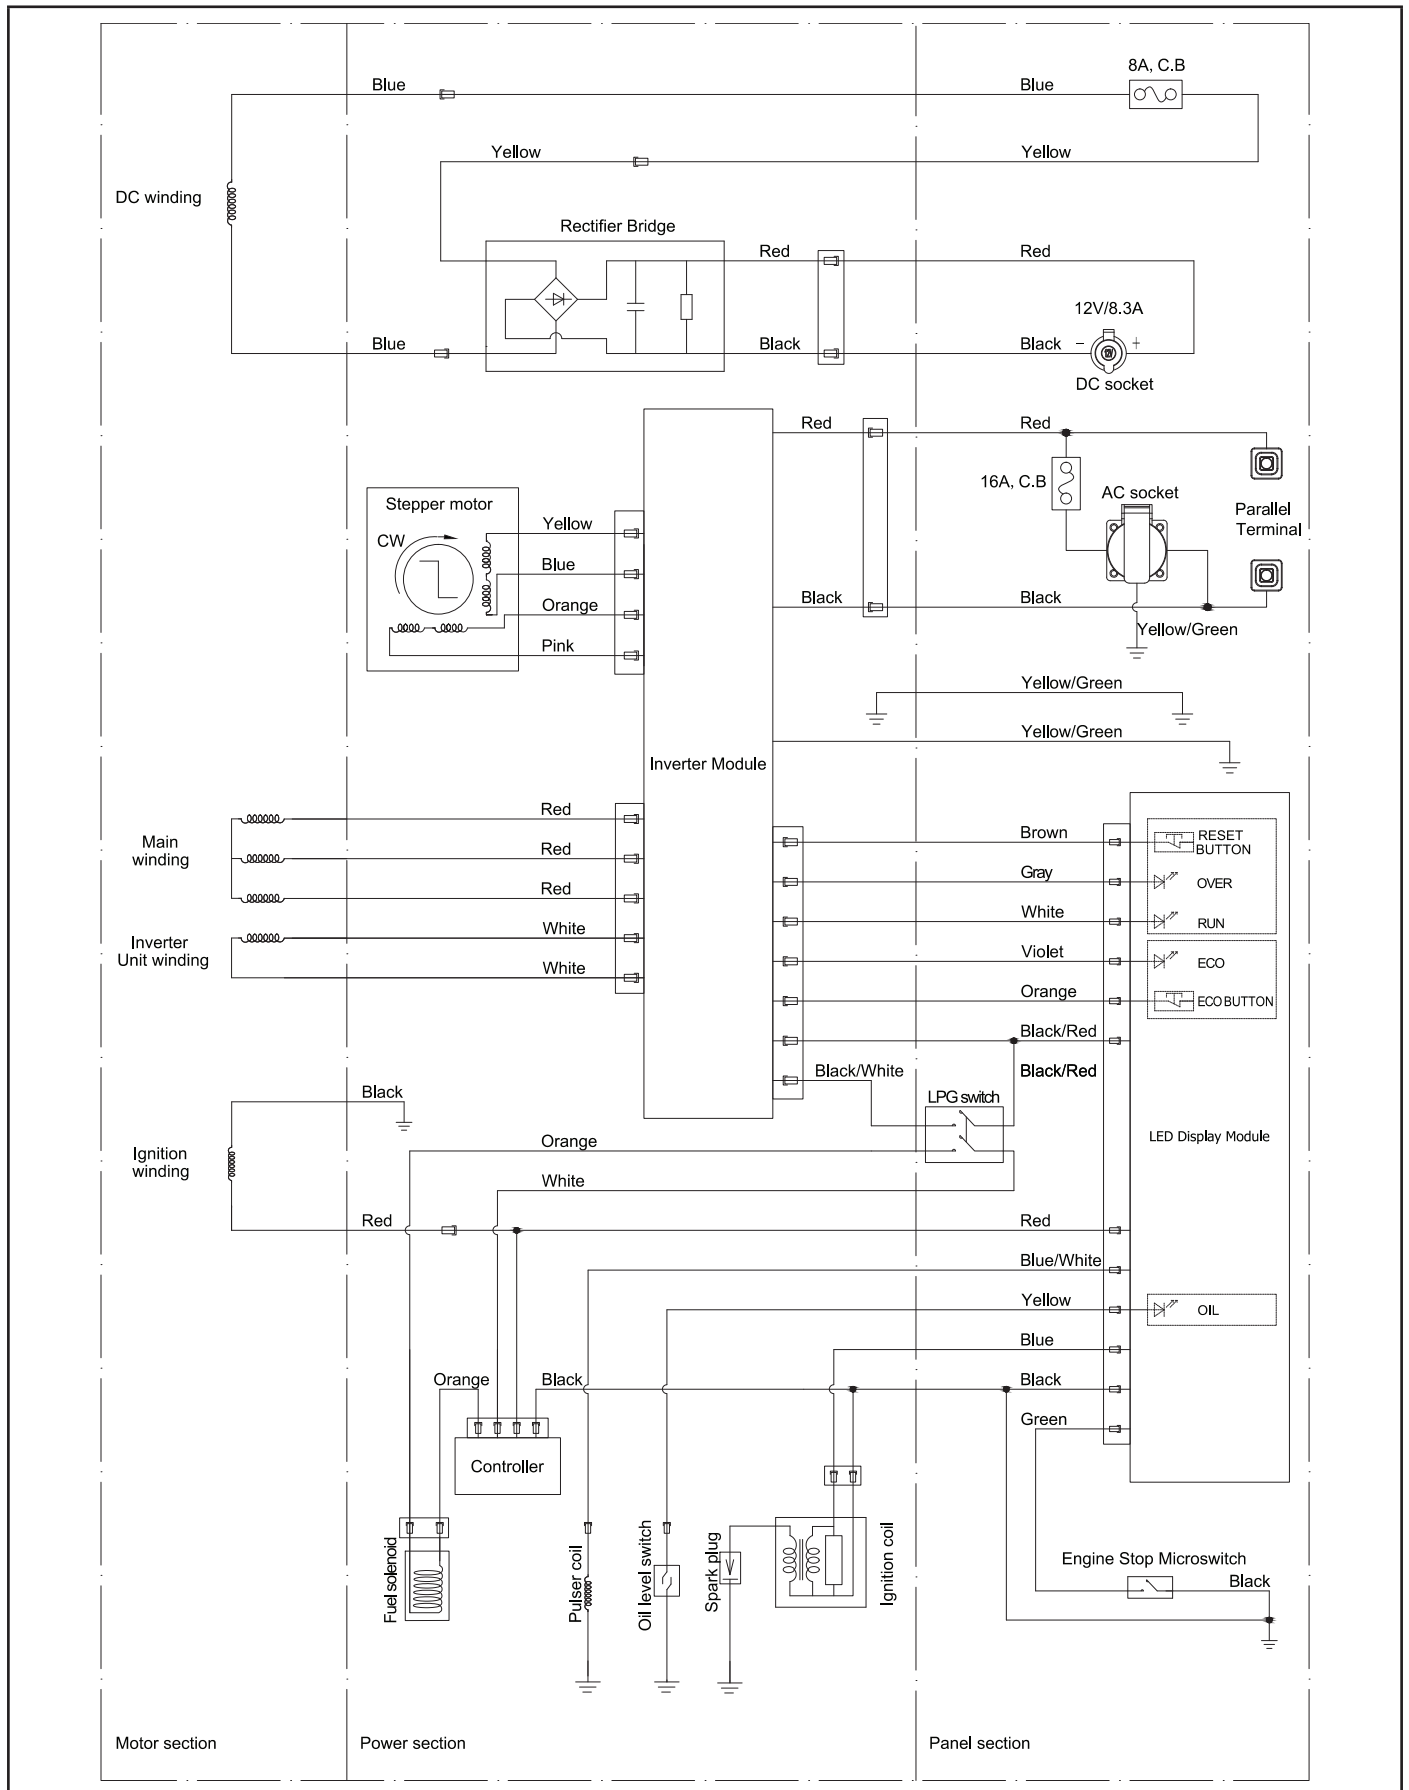 8A, C.B
Blue
Blue
Yellow
Yellow
DC winding
Rectifier Bridge
Red
Red
12V/8.3A
Blue
Black
Black
− +
DC socket
Red
Red
Stepper motor
16A, C.B
AC socket
CW
Yellow
Parallel
Terminal
Blue
Orange
Black
Black
Yellow/Green
Pink
Yellow/Green
Yellow/Green
Inverter Module
Red
Main
winding
Red
Red
Brown
RESET
BUTTON
Gray
OVER
White
RUN
Inverter
Unit winding
White
White
Violet
ECO
Orange
ECO BUTTON
Black/Red
Black/White
Black/Red
Black
LPG switch
Ignition
winding
Orange
LED Display Module
White
Red
Red
Blue/White
Yellow
OIL
Blue
Orange
Black
Black
Green
Controller
Fuel solenoid
Pulser coil
Oil level switch
Spark plug
Ignition coil
Engine Stop Microswitch
Black
Motor section
Power section
Panel section